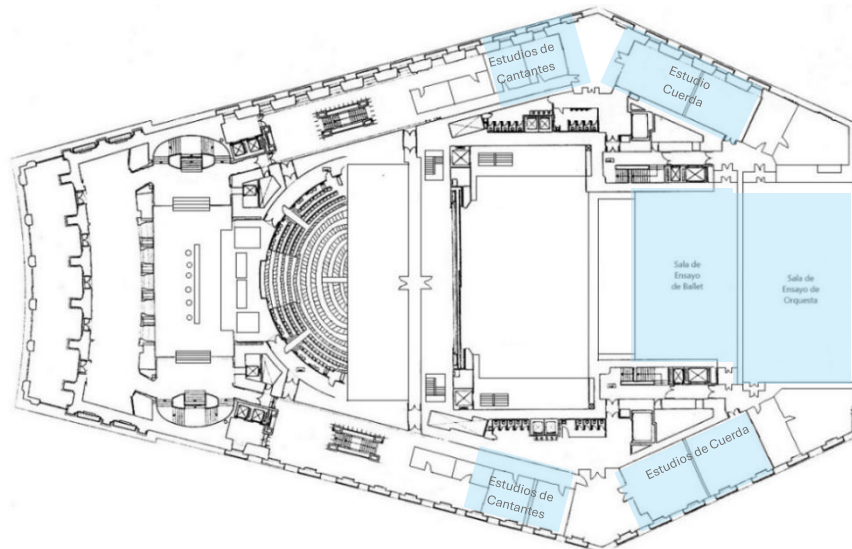 Estudios de
Cantantes
Estudio
Cuerda
Sala de
Ensayo
de Ballet
Sala de
Ensayo de
Orquesta
Estudios de Cuerda
Estudios de
Cantantes